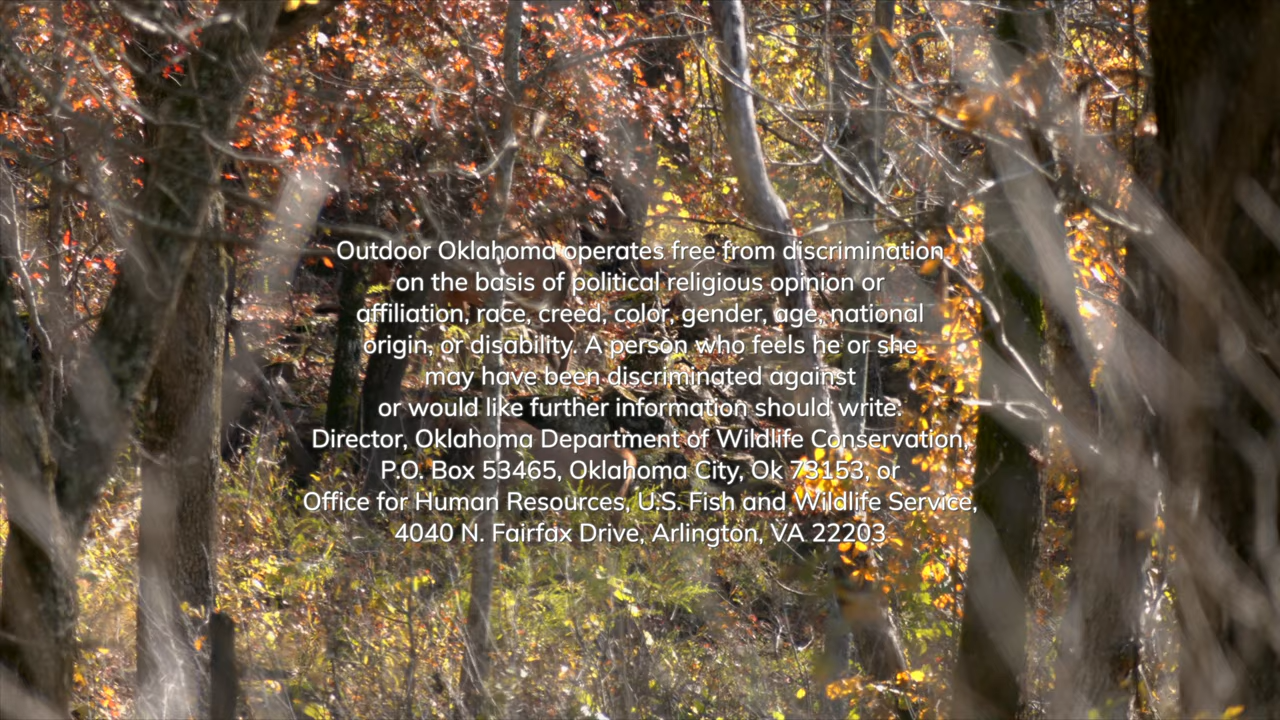 Outdoor Oklahoma operates free from discrimination
on the basis of political religious opinion or
affiliation, race, creed, color, gender, age, national
origin, or disability. A person who feels he or she
may have been discriminated against
or would like further information should write:
Director, Oklahoma Department of Wildlife Conservation,
P.O. Box 53465, Oklahoma City, Ok 73153, or
Office for Human Resources, U.S. Fish and Wildlife Service,
4040 N. Fairfax Drive, Arlington, VA 22203